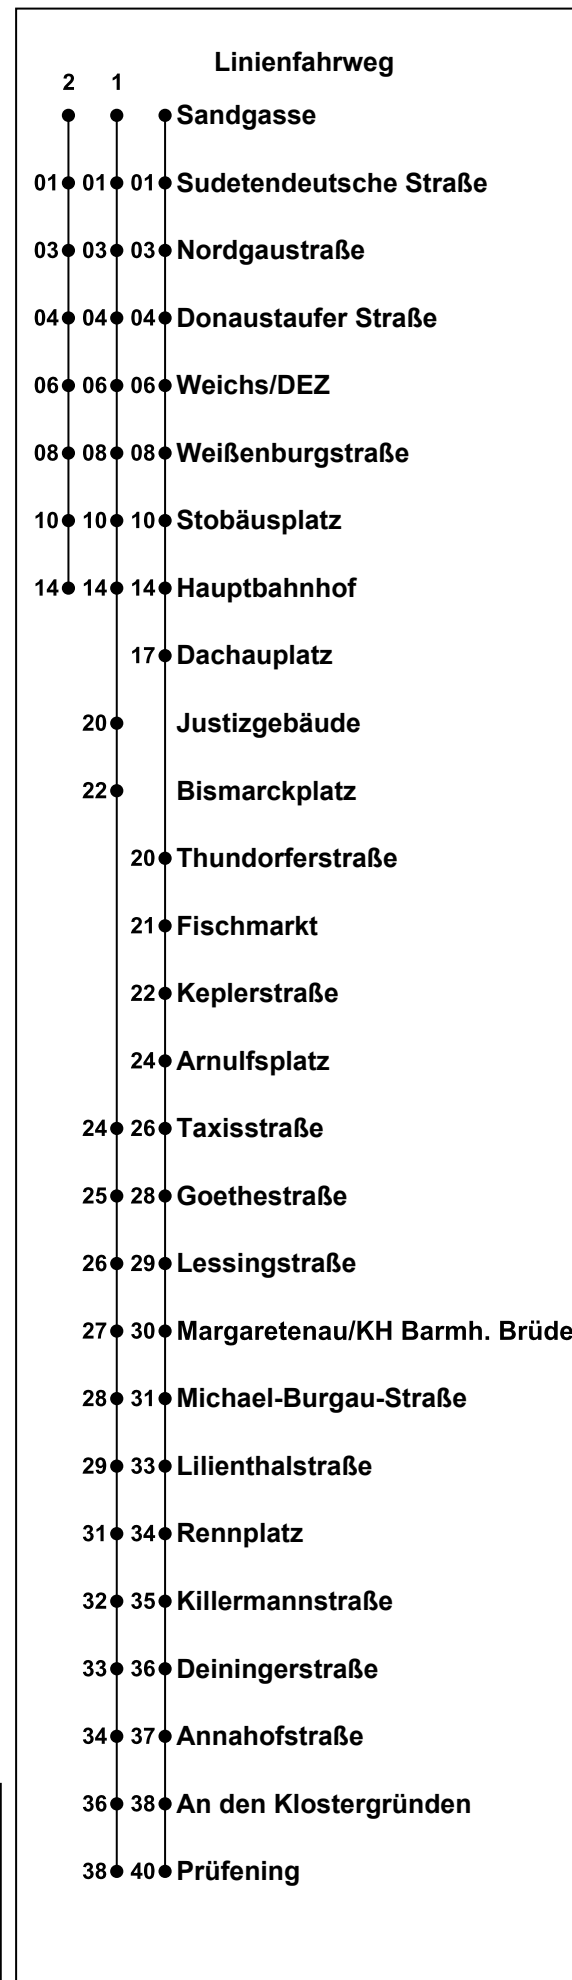 Linienfahrweg
2 1
Sandgasse
01 01 01 Sudetendeutsche Straße
03 03 03 Nordgaustraße
04 04 04 Donaustaufer Straße
06 06 06 Weichs/DEZ
08 08 08 Weißenburgstraße
10 10 10 Stobäusplatz
14 14 14 Hauptbahnhof
17 Dachauplatz
20 Justizgebäude
22 Bismarckplatz
20 Thundorferstraße
21 Fischmarkt
22 Keplerstraße
24 Arnulfsplatz
24 26 Taxisstraße
25 28 Goethestraße
26 29 Lessingstraße
27 30 Margaretenau/KH Barmh. Brüde
28 31 Michael-Burgau-Straße
29 33 Lilienthalstraße
31 34 Rennplatz
32 35 Killermannstraße
33 36 Deiningerstraße
34 37 Annahofstraße
36 38 An den Klostergründen
38 40 Prüfening